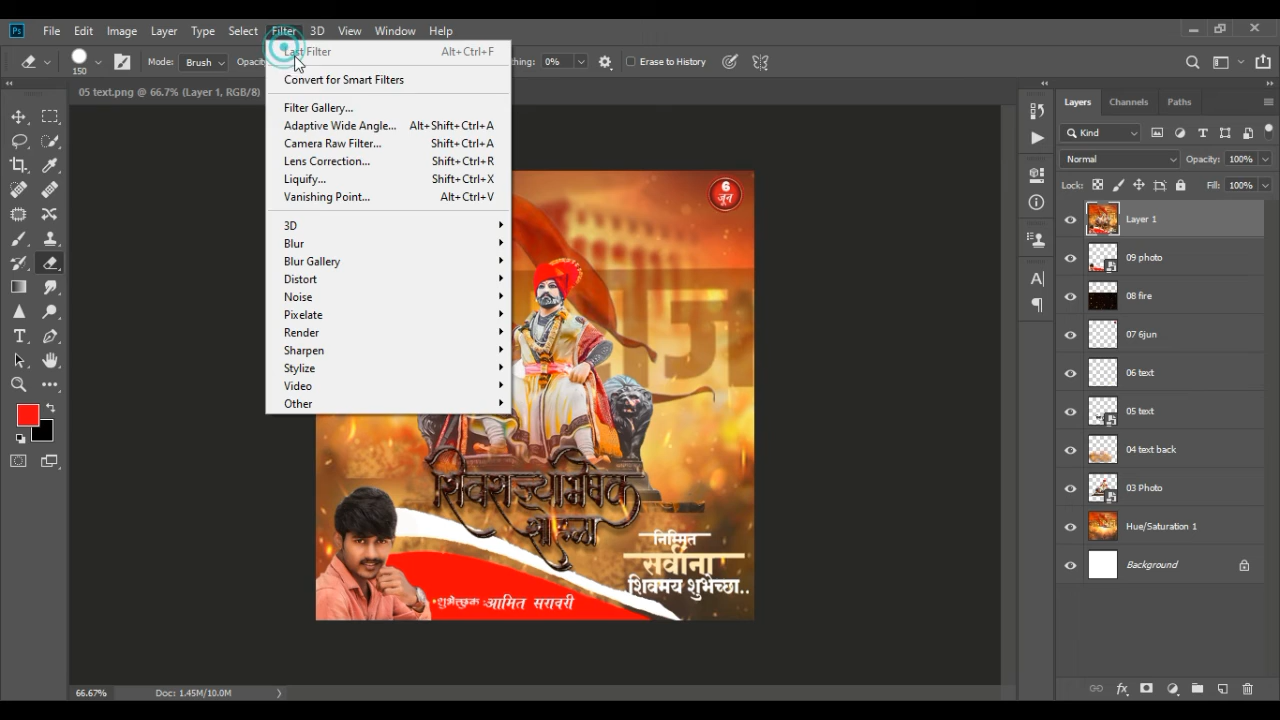 File Edit Image Layer Type Select Filter 3D View Window Help
150 Mode: Brush Opacity 0% Erase to History
05 text.png @ 66.7% (Layer 1, RGB/8)
Last Filter Alt+Ctrl+F
Convert for Smart Filters
Filter Gallery...
Adaptive Wide Angle... Alt+Shift+Ctrl+A
Camera Raw Filter... Shift+Ctrl+A
Lens Correction... Shift+Ctrl+R
Liquify... Shift+Ctrl+X
Vanishing Point... Alt+Ctrl+V
3D
Blur
Blur Gallery
Distort
Noise
Pixelate
Render
Sharpen
Stylize
Video
Other
6
जून
शिवराज्याभिषेक
सोहळा
निमित्त
सर्वांना
शिवमय शुभेच्छा..
शुभेच्छुक
Layers Channels Paths
Kind
Normal Opacity: 100%
Lock: Fill: 100%
Layer 1
09 photo
08 fire
07 6jun
06 text
05 text
04 text back
03 Photo
Hue/Saturation 1
Background
66.67% Doc: 1.45M/10.0M